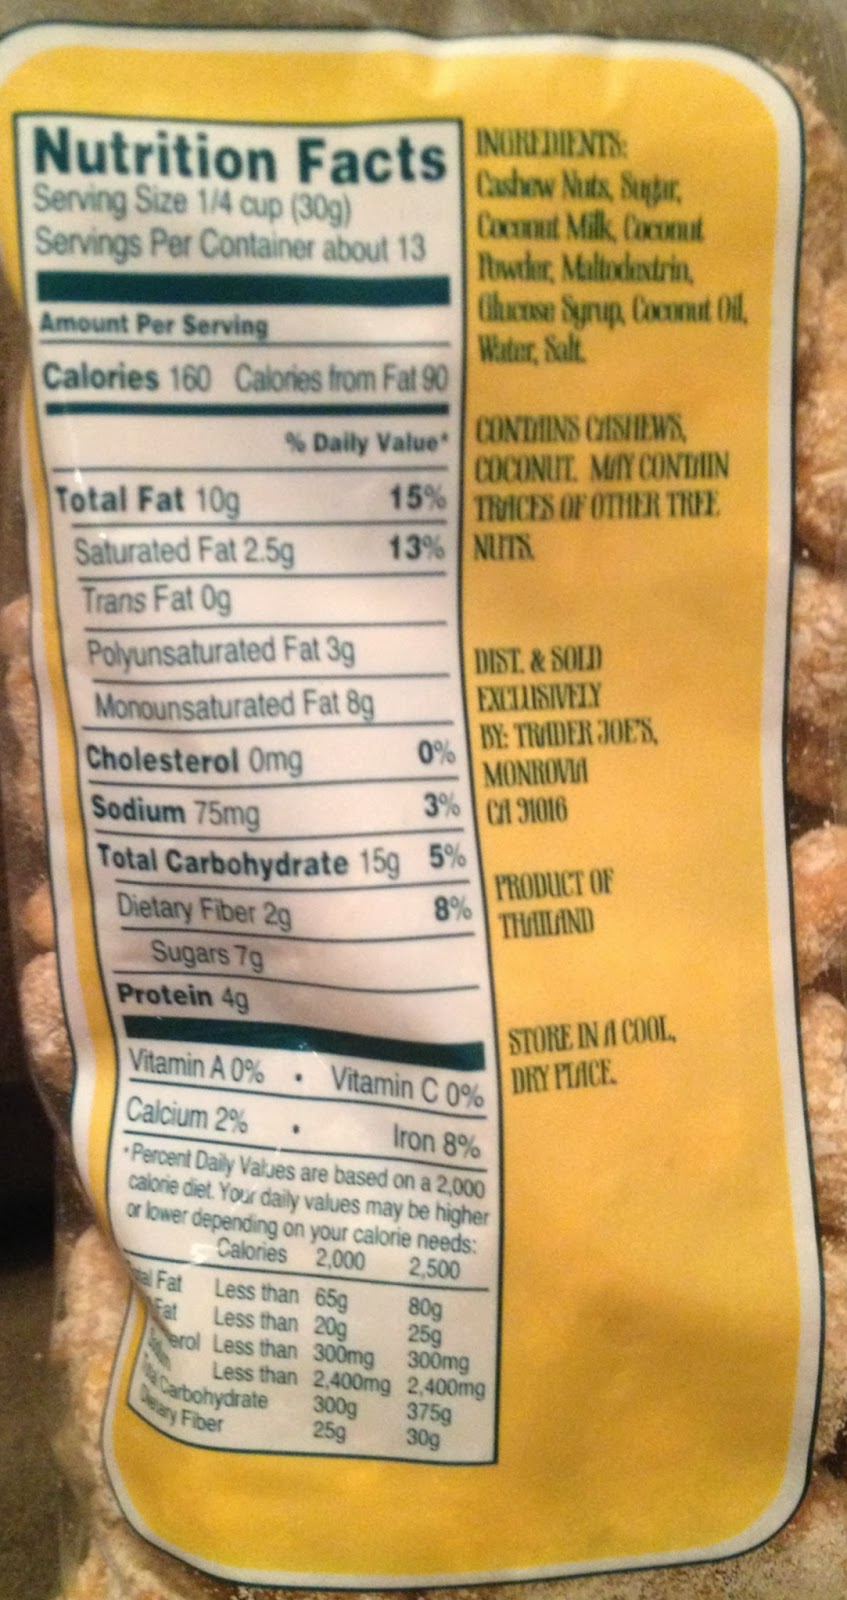 Nutrition Facts
Serving Size 1/4 cup (30g)
Servings Per Container about 13
Amount Per Serving
Calories 160 Calories from Fat 90
% Daily Value*
Total Fat 10g 15%
Saturated Fat 2.5g 13%
Trans Fat 0g
Polyunsaturated Fat 3g
Monounsaturated Fat 8g
Cholesterol 0mg 0%
Sodium 75mg 3%
Total Carbohydrate 15g 5%
Dietary Fiber 2g 8%
Sugars 7g
Protein 4g
Vitamin A 0% • Vitamin C 0%
Calcium 2% • Iron 8%
*Percent Daily Values are based on a 2,000
calorie diet. Your daily values may be higher
or lower depending on your calorie needs:
Calories 2,000 2,500
Fat Less than 65g 80g
Fat Less than 20g 25g
Less than 300mg 300mg
Less than 2,400mg 2,400mg
Carbohydrate 300g 375g
Dietary Fiber 25g 30g
INGREDIENTS:
Cashew Nuts, Sugar,
Coconut Milk, Coconut
Powder, Maltodextrin,
Glucose Syrup, Coconut Oil,
Water, Salt.
CONTAINS CASHEWS,
COCONUT. MAY CONTAIN
TRACES OF OTHER TREE
NUTS.
DIST. & SOLD
EXCLUSIVELY
BY: TRADER JOE'S,
MONROVIA
CA 91016
PRODUCT OF
THAILAND
STORE IN A COOL,
DRY PLACE.